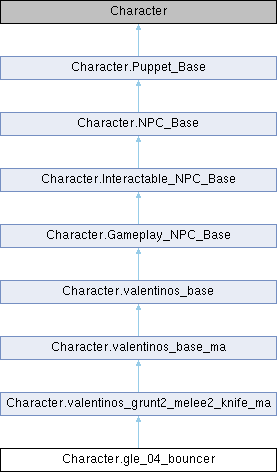 Character
Character.Puppet_Base
Character.NPC_Base
Character.Interactable_NPC_Base
Character.Gameplay_NPC_Base
Character.valentinos_base
Character.valentinos_base_ma
Character.valentinos_grunt2_melee2_knife_ma
Character.gle_04_bouncer